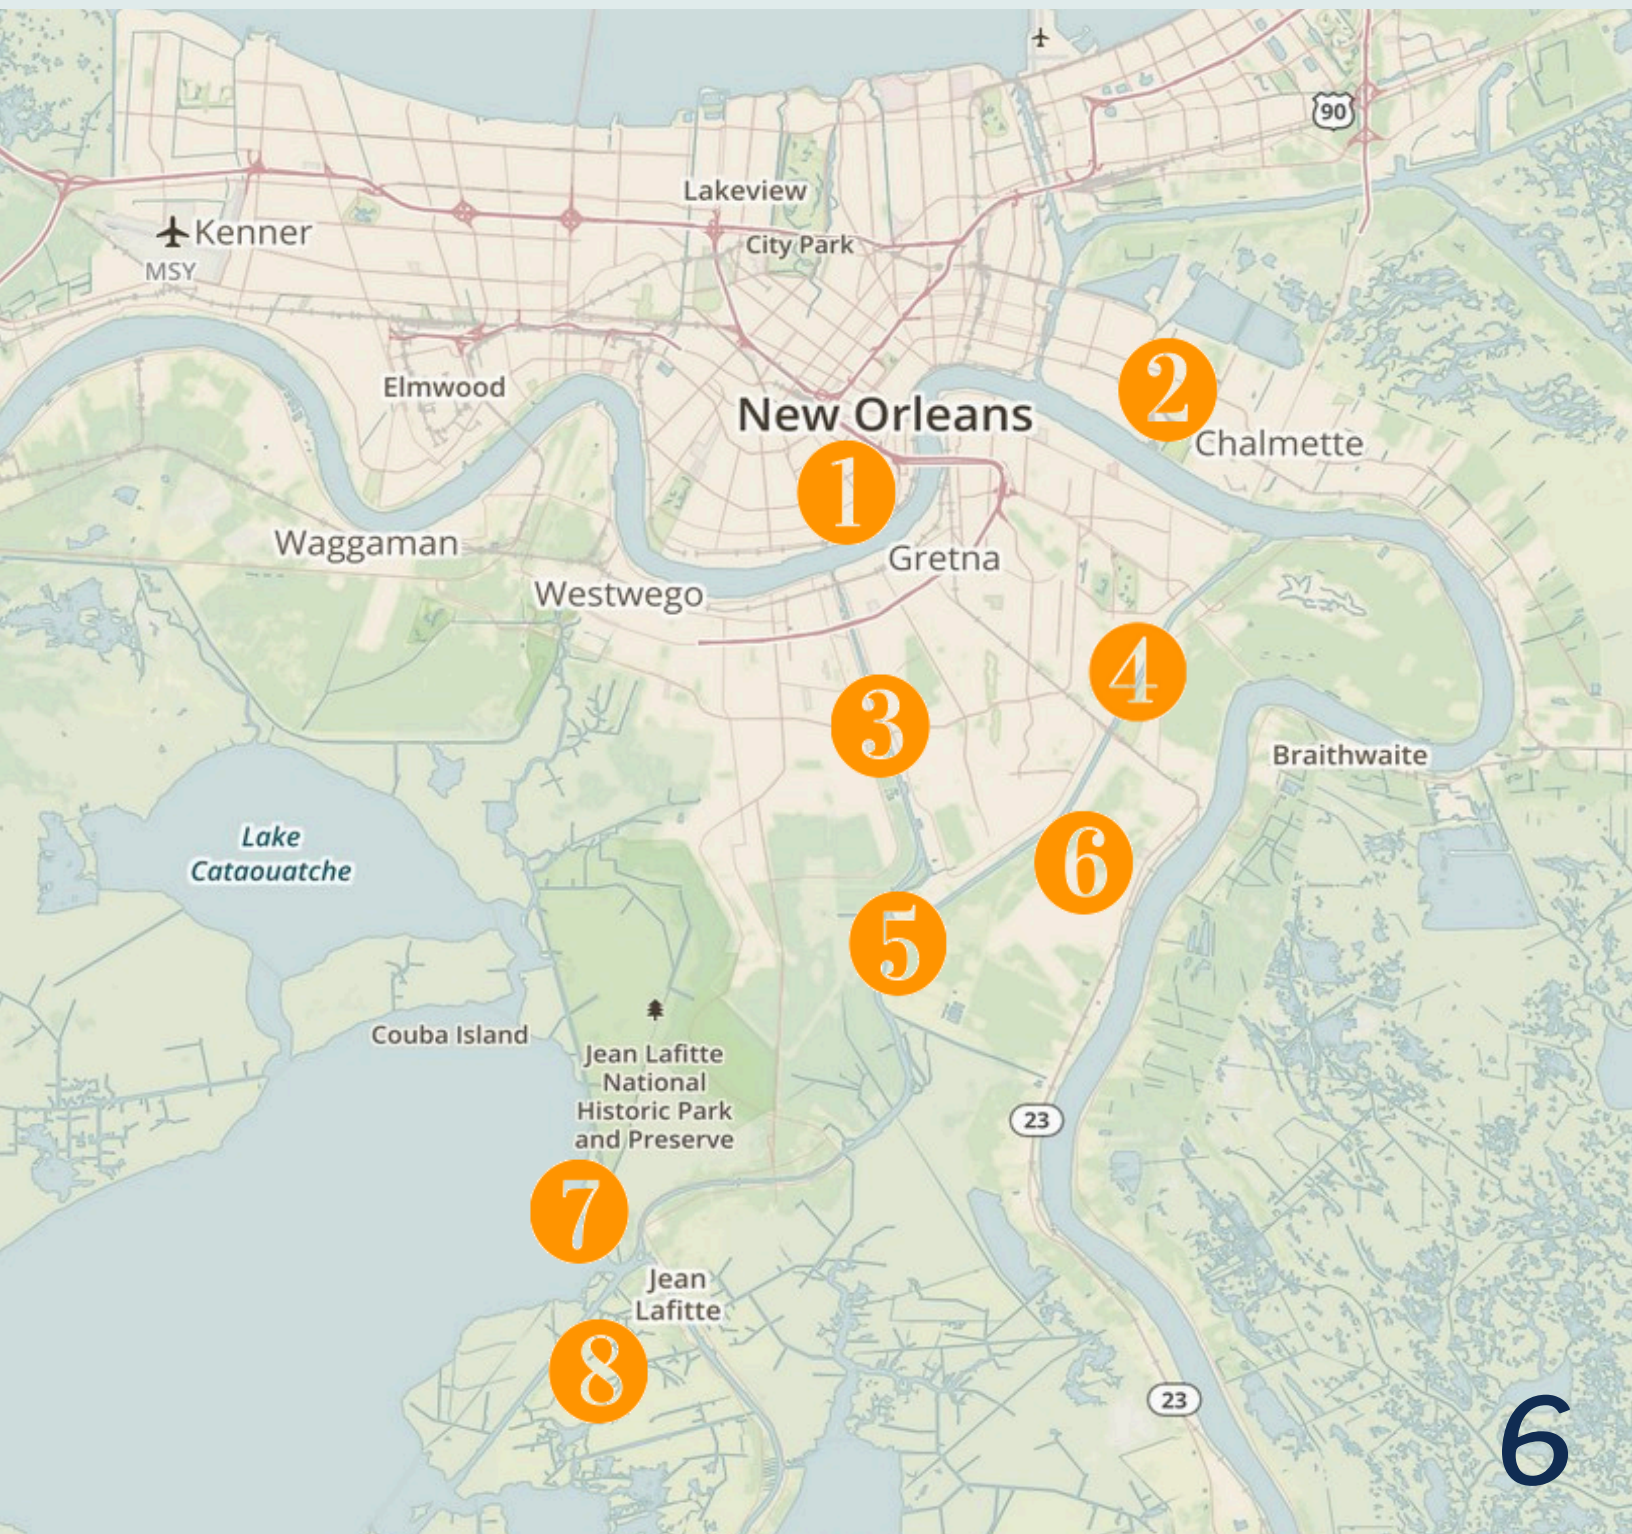 90
Lakeview
City Park
Kenner
MSY
2
Elmwood
New Orleans
Chalmette
1
Waggaman
Gretna
Westwego
4
3
Braithwaite
Lake
Cataouatche
6
5
Couba Island
Jean Lafitte
National
Historic Park
and Preserve
23
7
Jean
Lafitte
8
23
6